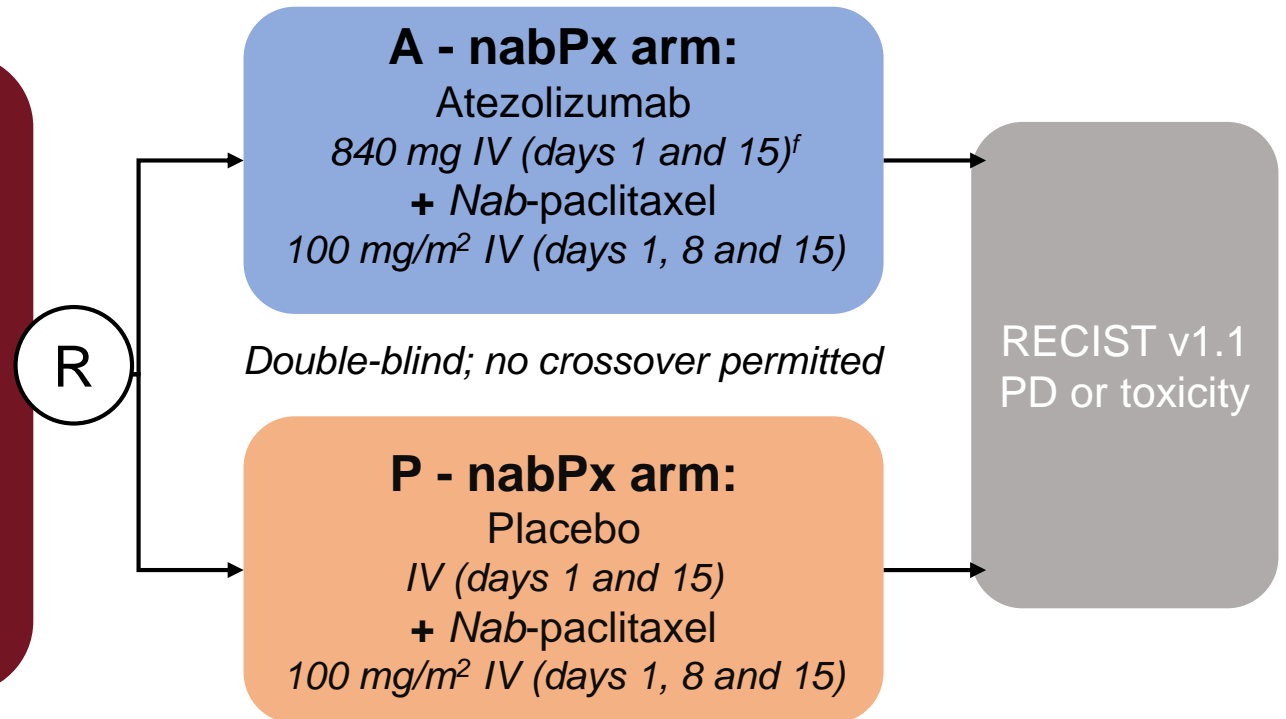 R
A - nabPx arm:
Atezolizumab
840 mg IV (days 1 and 15)f
+ Nab-paclitaxel
100 mg/m2 IV (days 1, 8 and 15)
Double-blind; no crossover permitted
P - nabPx arm:
Placebo
IV (days 1 and 15)
+ Nab-paclitaxel
100 mg/m2 IV (days 1, 8 and 15)
RECIST v1.1
PD or toxicity